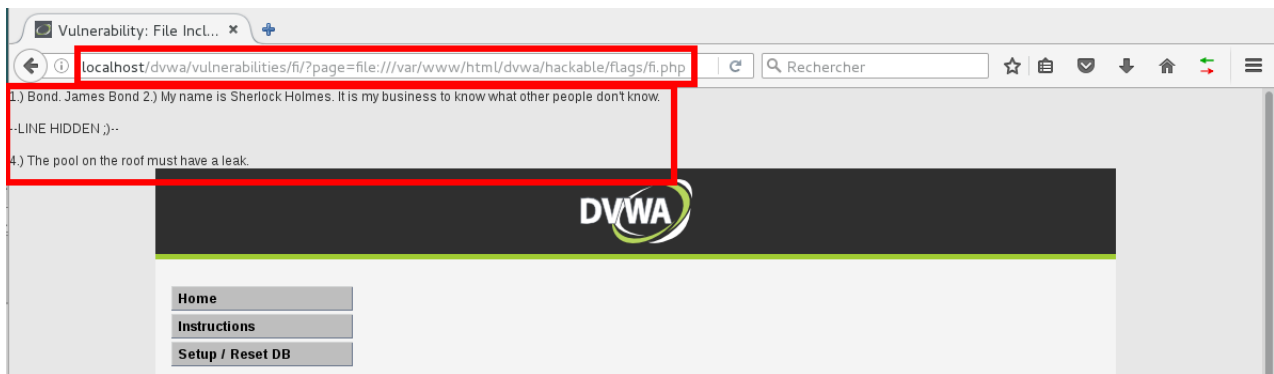 Vulnerability: File Incl...
localhost/dvwa/vulnerabilities/fi/?page=file:///var/www/html/dvwa/hackable/flags/fi.php
Rechercher
1.) Bond. James Bond 2.) My name is Sherlock Holmes. It is my business to know what other people don't know.
--LINE HIDDEN ;)--
4.) The pool on the roof must have a leak.
DVWA
Home
Instructions
Setup / Reset DB